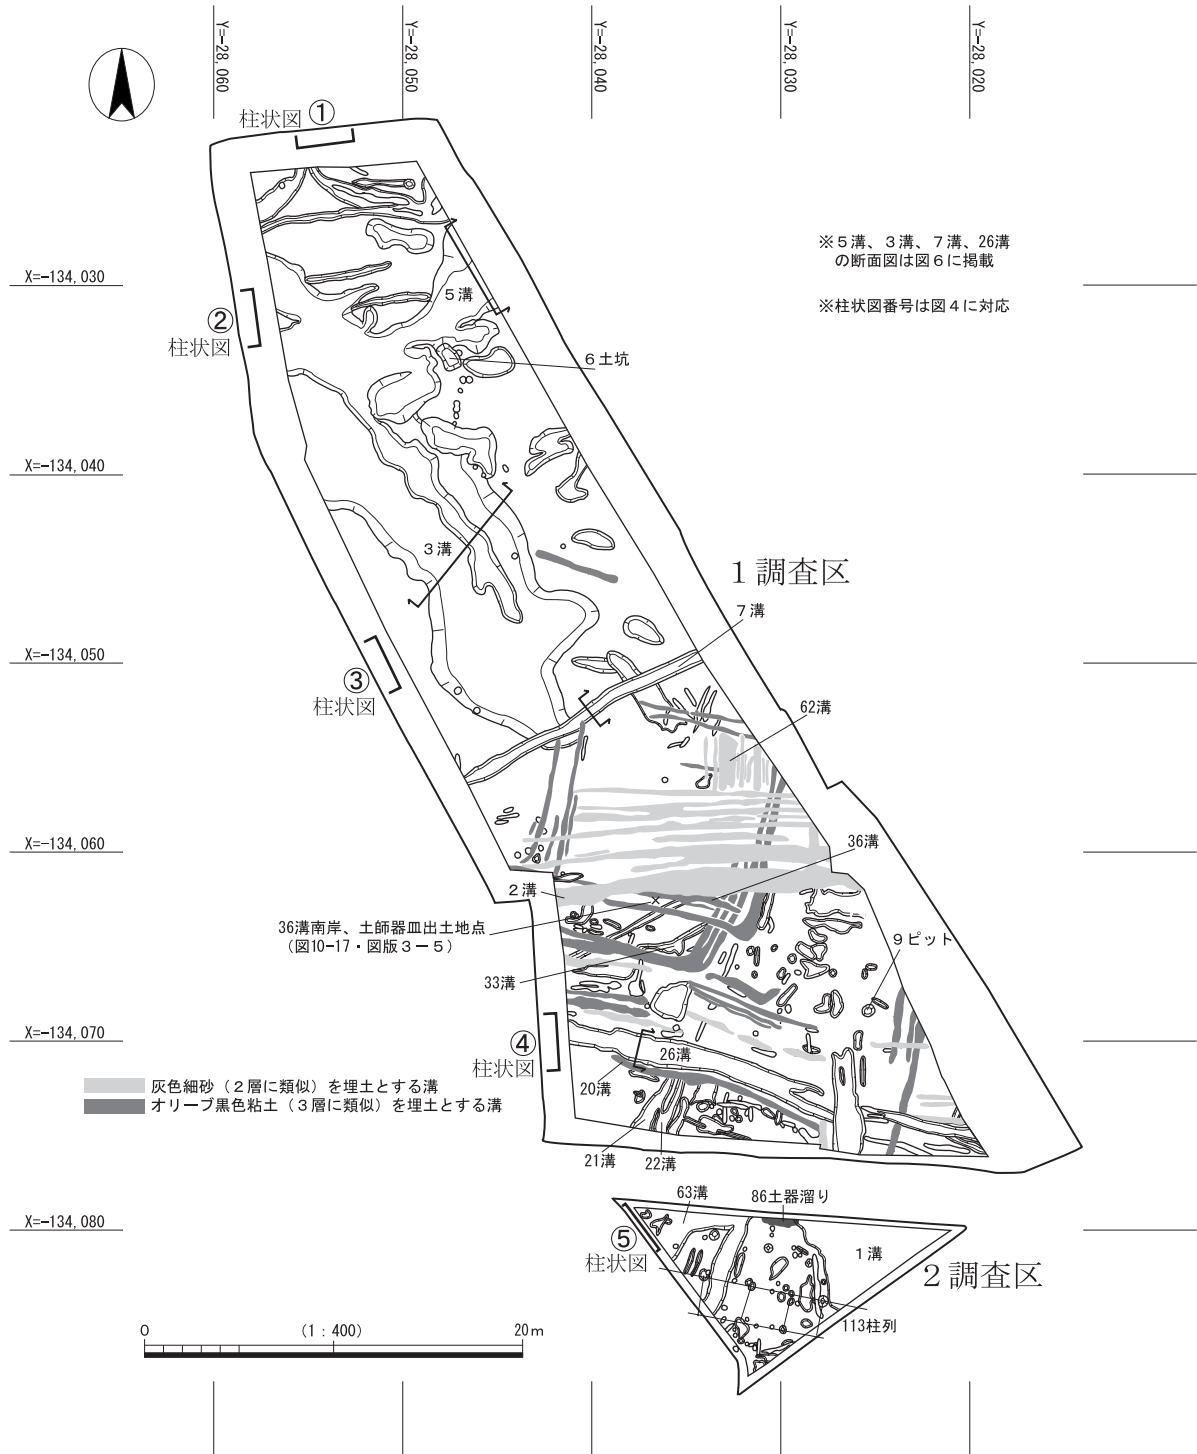 Y=-28,060
Y=-28,050
Y=-28,040
Y=-28,030
Y=-28,020
柱状図 ①
※5溝、3溝、7溝、26溝
の断面図は図6に掲載
X=-134,030
5溝
※柱状図番号は図4に対応
②
柱状図
6土坑
X=-134,040
3溝
1調査区
7溝
X=-134,050
③
柱状図
62溝
X=-134,060
36溝
2溝
36溝南岸、土師器皿出土地点
(図10-17・図版3-5)
9ピット
33溝
X=-134,070
④
柱状図
26溝
20溝
灰色細砂(2層に類似)を埋土とする溝
オリーブ黒色粘土(3層に類似)を埋土とする溝
21溝
22溝
63溝
86土器溜り
X=-134,080
⑤
柱状図
1溝
2調査区
113柱列
0
(1:400)
20m